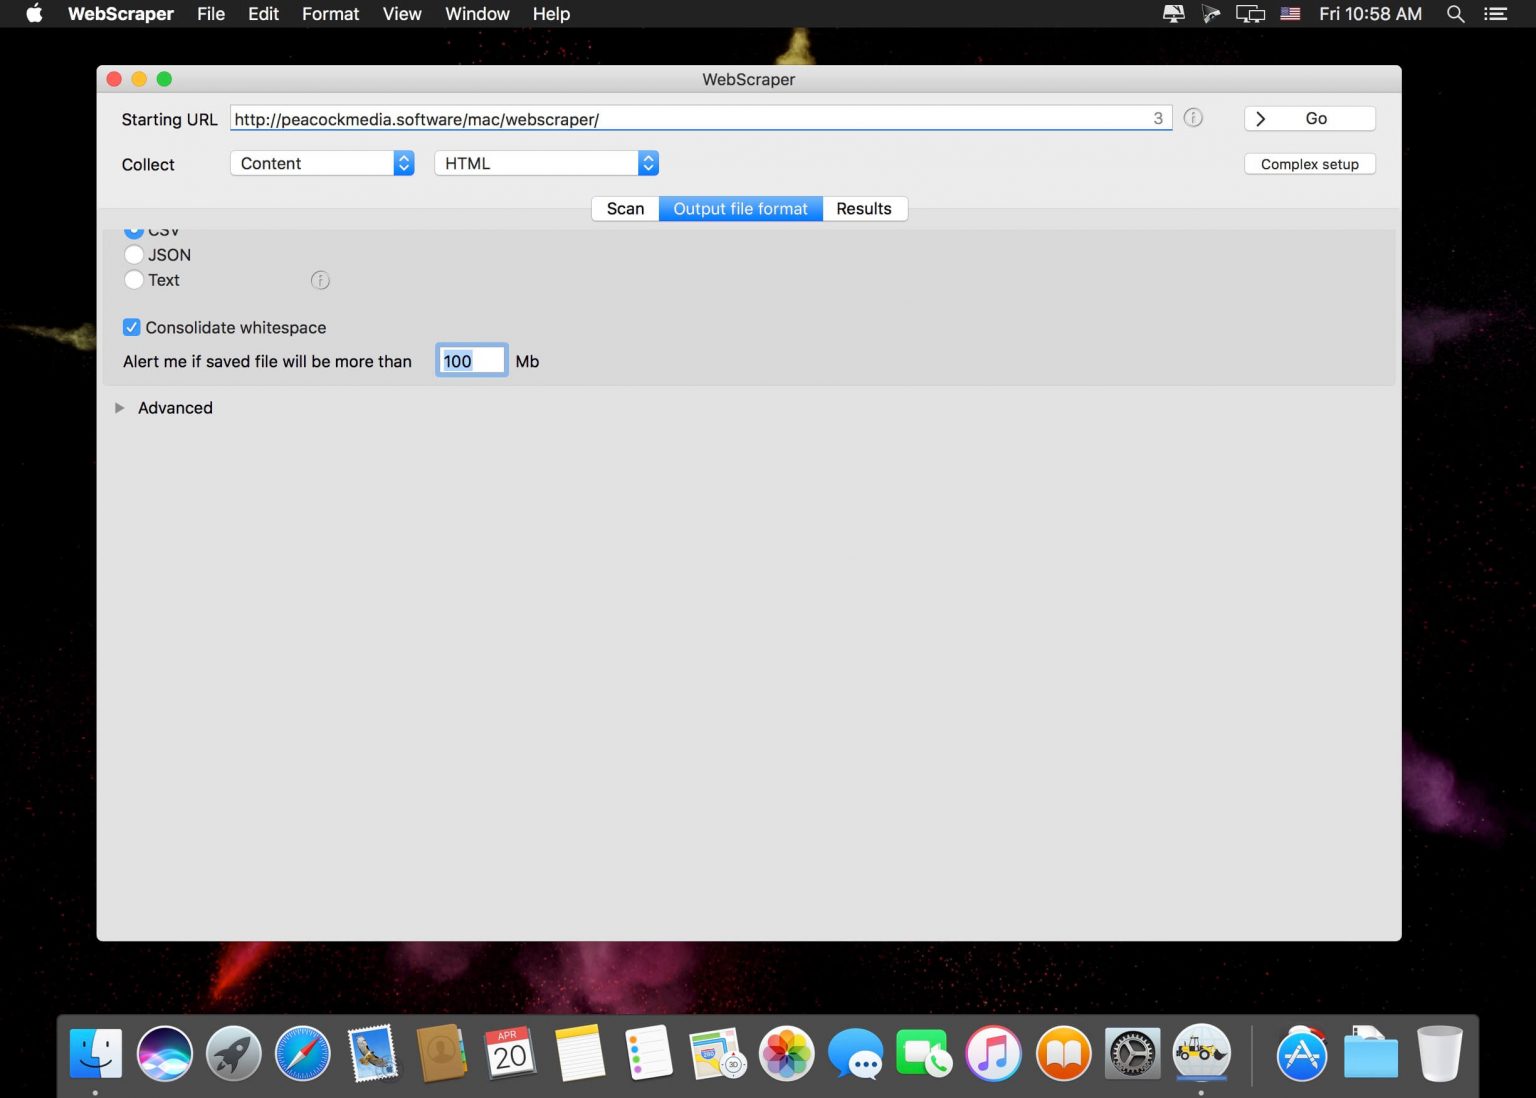 WebScraper File Edit Format View Window Help Fri 10:58 AM
WebScraper
Starting URL http://peacockmedia.software/mac/webscraper/ 3 Go
Collect Content HTML Complex setup
Scan Output file format Results
CSV
JSON
Text
Consolidate whitespace
Alert me if saved file will be more than 100 Mb
Advanced
APR
20
280
3D